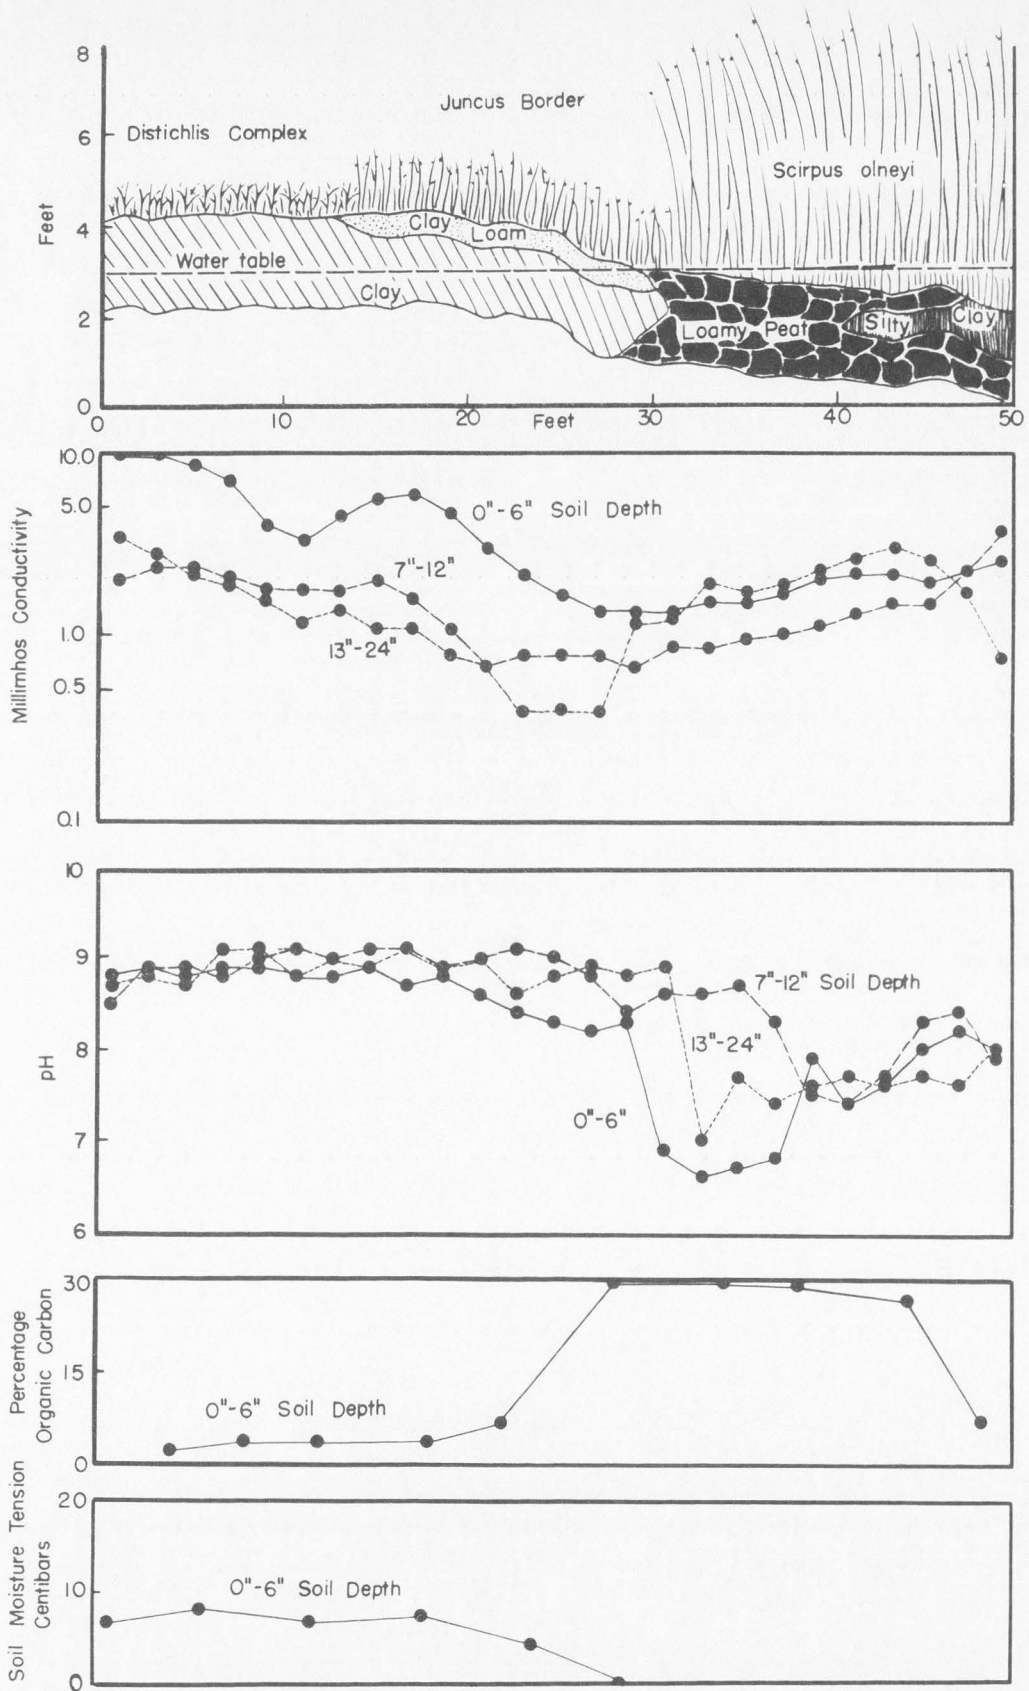 8
6
4
2
0
Feet
Juncus Border
Distichlis Complex
Scirpus olneyi
Clay Loam
Water table
Clay
Loamy Peat
Silty Clay
0 10 20 30 40 50
Feet
Millimhos Conductivity
10.0
5.0
1.0
0.5
0.1
0"-6" Soil Depth
7"-12"
13"-24"
pH
10
9
8
7
6
7"-12" Soil Depth
13"-24"
0"-6"
Percentage
Organic Carbon
30
15
0
0"-6" Soil Depth
Soil Moisture Tension
Centibars
20
10
0
0"-6" Soil Depth